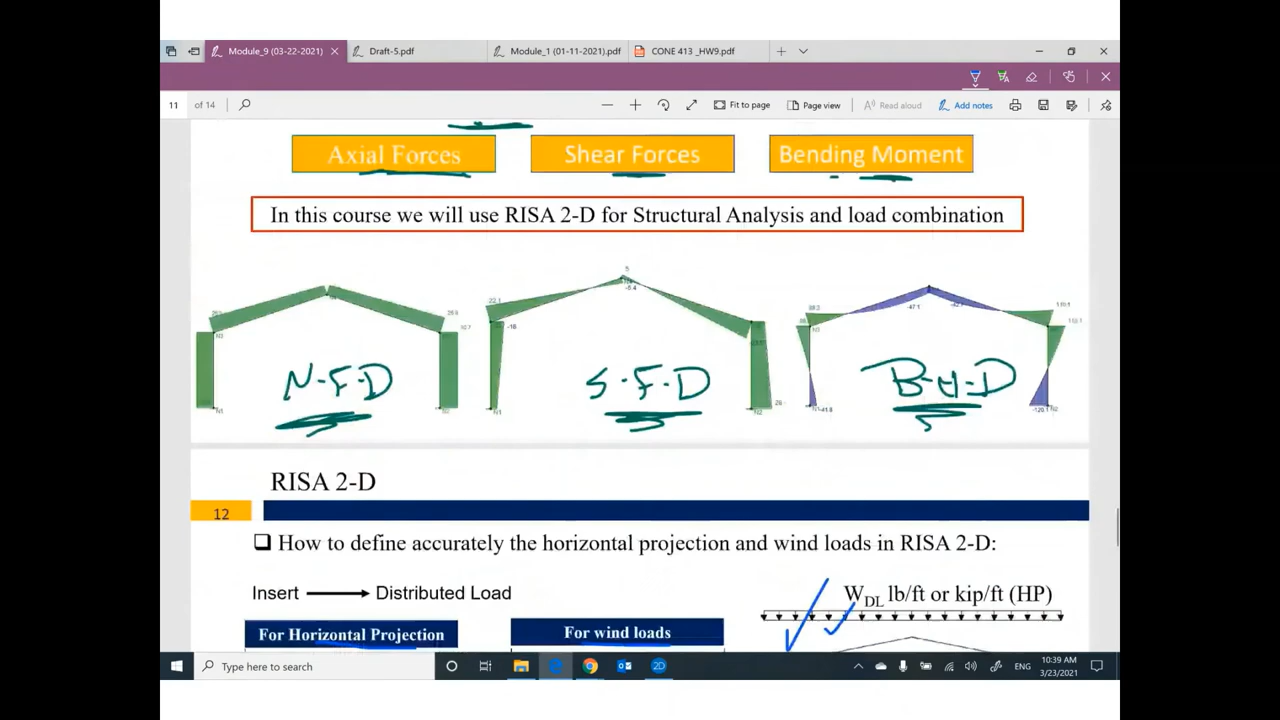 Module_9 (03-22-2021) Draft-5.pdf Module_1 (01-11-2021).pdf CONE 413 _HW9.pdf
11 of 14 Fit to page Page view Read aloud Add notes
Axial Forces Shear Forces Bending Moment
In this course we will use RISA 2-D for Structural Analysis and load combination
N-F-D S-F-D B-M-D
RISA 2-D
12
How to define accurately the horizontal projection and wind loads in RISA 2-D:
Insert Distributed Load
WDL lb/ft or kip/ft (HP)
For Horizontal Projection For wind loads
Type here to search ENG 10:39 AM
3/23/2021